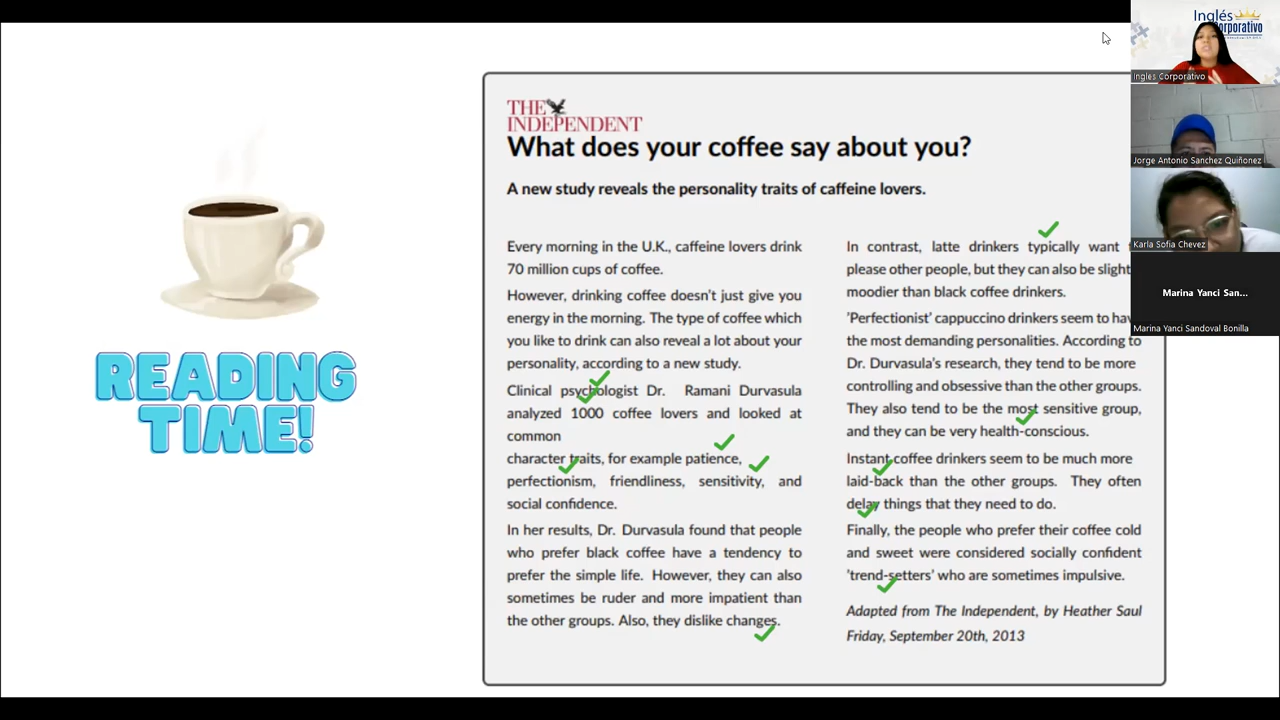 READING
TIME!
THE
INDEPENDENT
What does your coffee say about you?
A new study reveals the personality traits of caffeine lovers.
Every morning in the U.K., caffeine lovers drink
70 million cups of coffee.
However, drinking coffee doesn't just give you
energy in the morning. The type of coffee which
you like to drink can also reveal a lot about your
personality, according to a new study.
Clinical psychologist Dr. Ramani Durvasula
analyzed 1000 coffee lovers and looked at
common
character traits, for example patience,
perfectionism, friendliness, sensitivity, and
social confidence.
In her results, Dr. Durvasula found that people
who prefer black coffee have a tendency to
prefer the simple life. However, they can also
sometimes be ruder and more impatient than
the other groups. Also, they dislike changes.
In contrast, latte drinkers typically want
please other people, but they can also be slight
moodier than black coffee drinkers.
'Perfectionist' cappuccino drinkers seem to have
the most demanding personalities. According to
Dr. Durvasula's research, they tend to be more
controlling and obsessive than the other groups.
They also tend to be the most sensitive group,
and they can be very health-conscious.
Instant coffee drinkers seem to be much more
laid-back than the other groups. They often
delay things that they need to do.
Finally, the people who prefer their coffee cold
and sweet were considered socially confident
'trend-setters' who are sometimes impulsive.
Adapted from The Independent, by Heather Saul
Friday, September 20th, 2013
Inglés
Corporativo
Ingles Corporativo
Jorge Antonio Sanchez Quiñonez
Karla Sofia Chevez
Marina Yanci San...
Marina Yanci Sandoval Bonilla